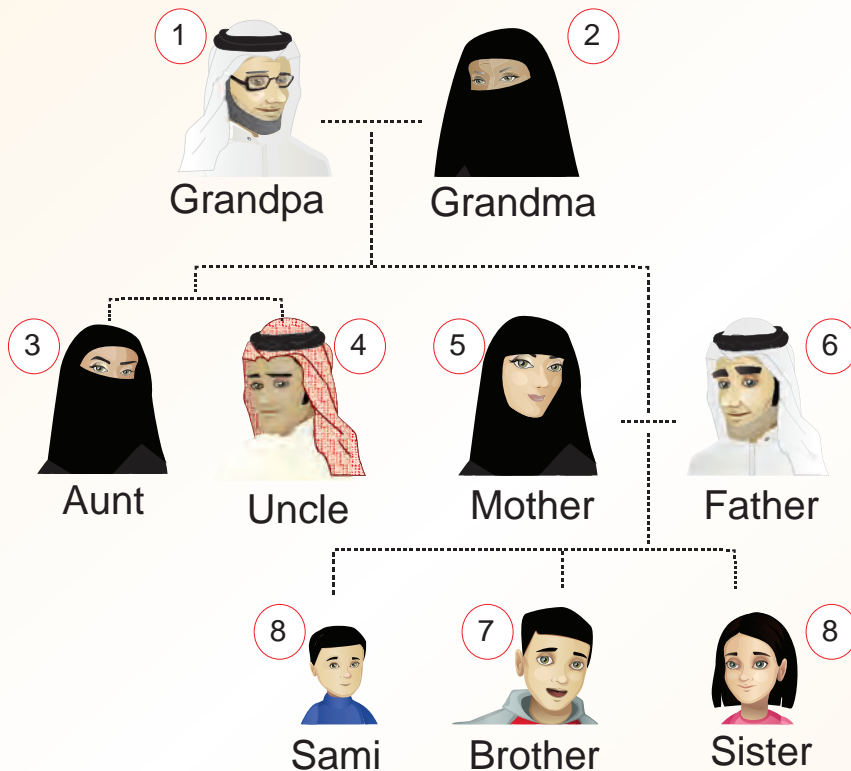 1
2
Grandpa
Grandma
3
4
5
6
Aunt
Uncle
Mother
Father
8
7
8
Sami
Brother
Sister